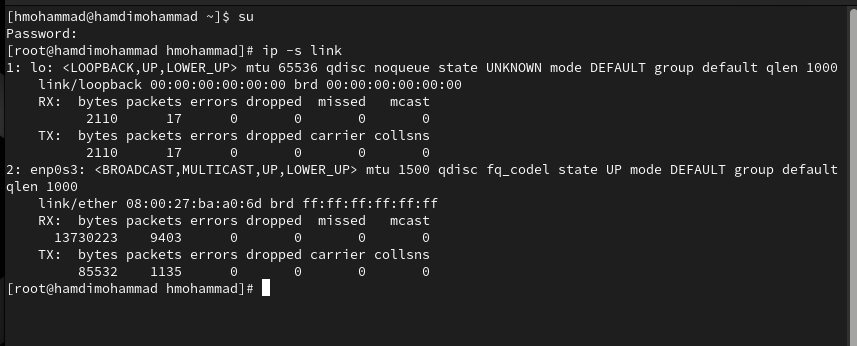 [hmohammad@hamdimohammad ~]$ su
Password:
[root@hamdimohammad hmohammad]# ip -s link
1: lo: <LOOPBACK,UP,LOWER_UP> mtu 65536 qdisc noqueue state UNKNOWN mode DEFAULT group default qlen 1000
    link/loopback 00:00:00:00:00:00 brd 00:00:00:00:00:00
    RX:  bytes packets errors dropped  missed   mcast
          2110      17      0       0       0       0
    TX:  bytes packets errors dropped carrier collsns
          2110      17      0       0       0       0
2: enp0s3: <BROADCAST,MULTICAST,UP,LOWER_UP> mtu 1500 qdisc fq_codel state UP mode DEFAULT group default
qlen 1000
    link/ether 08:00:27:ba:a0:6d brd ff:ff:ff:ff:ff:ff
    RX:  bytes packets errors dropped  missed   mcast
      13730223    9403      0       0       0       0
    TX:  bytes packets errors dropped carrier collsns
         85532    1135      0       0       0       0
[root@hamdimohammad hmohammad]#